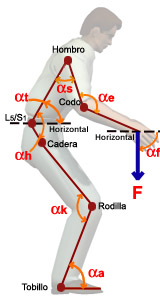 Hombro
αs
αt
Codo
αe
L5/S1
Horizontal
Horizontal
αh
Cadera
αf
F
αk
Rodilla
αa
Tobillo